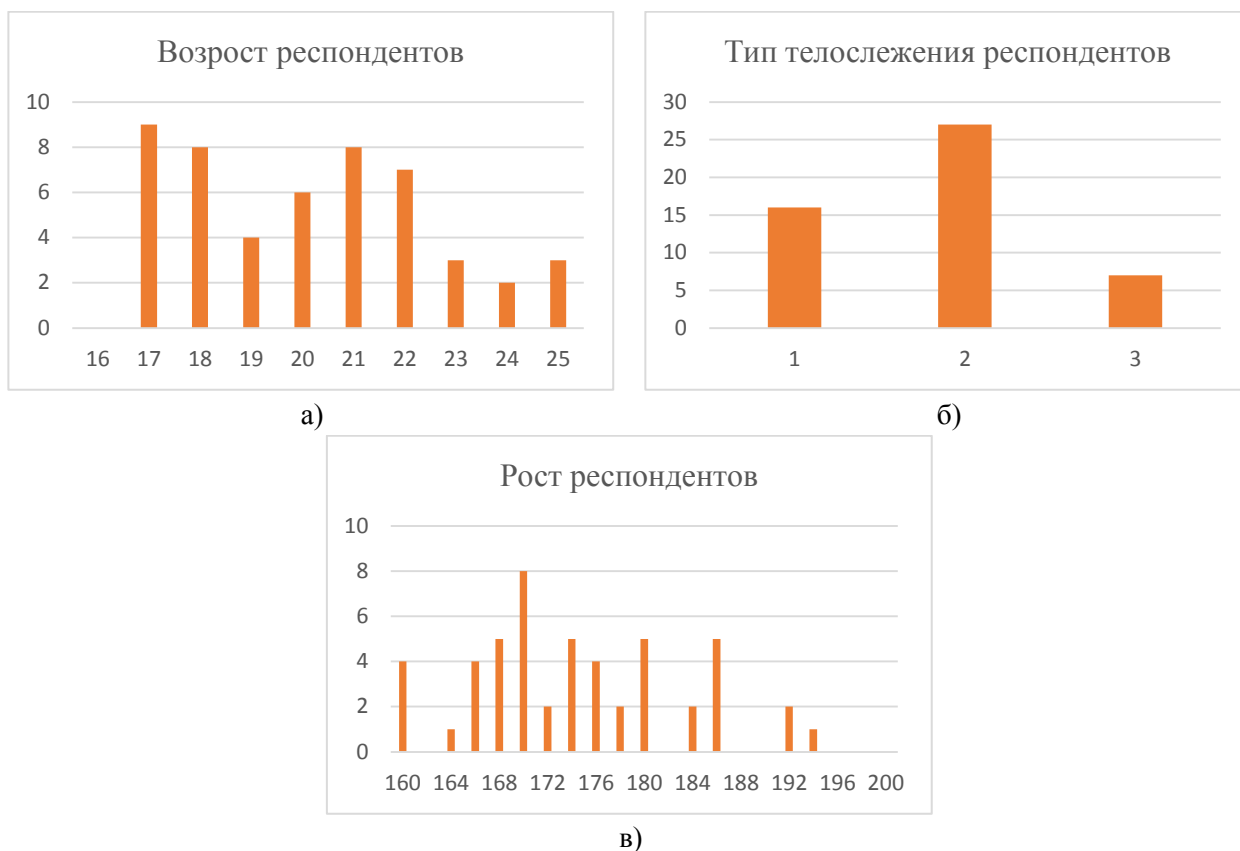 Возрост респондентов
10
8
6
4
2
0
16 17 18 19 20 21 22 23 24 25
а)
Тип телослежения респондентов
30
25
20
15
10
5
0
1 2 3
б)
Рост респондентов
10
8
6
4
2
0
160 164 168 172 176 180 184 188 192 196 200
в)